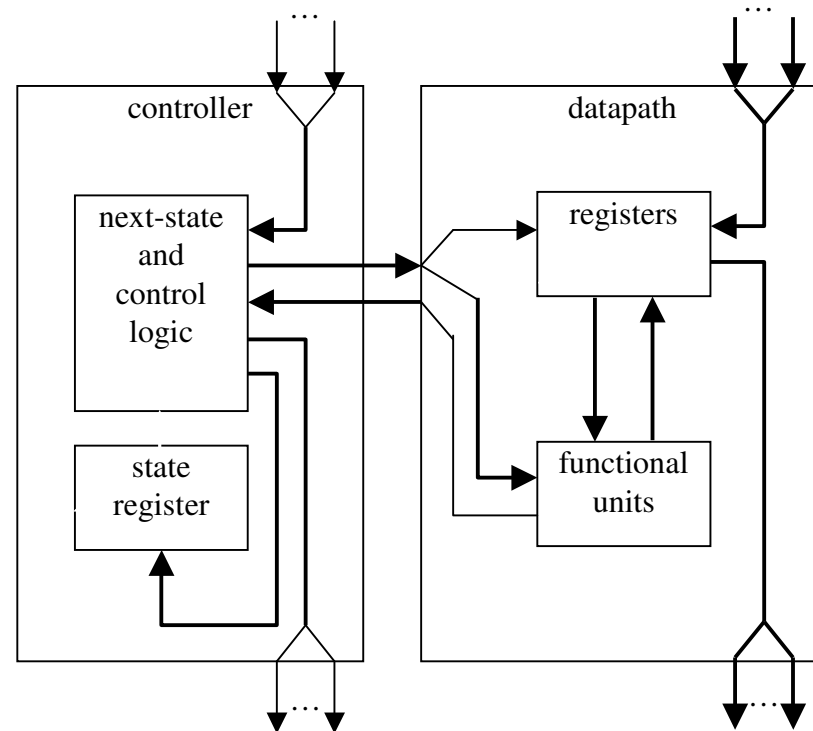 ...
...
controller
datapath
next-state
and
control
logic
registers
state
register
functional
units
...
...